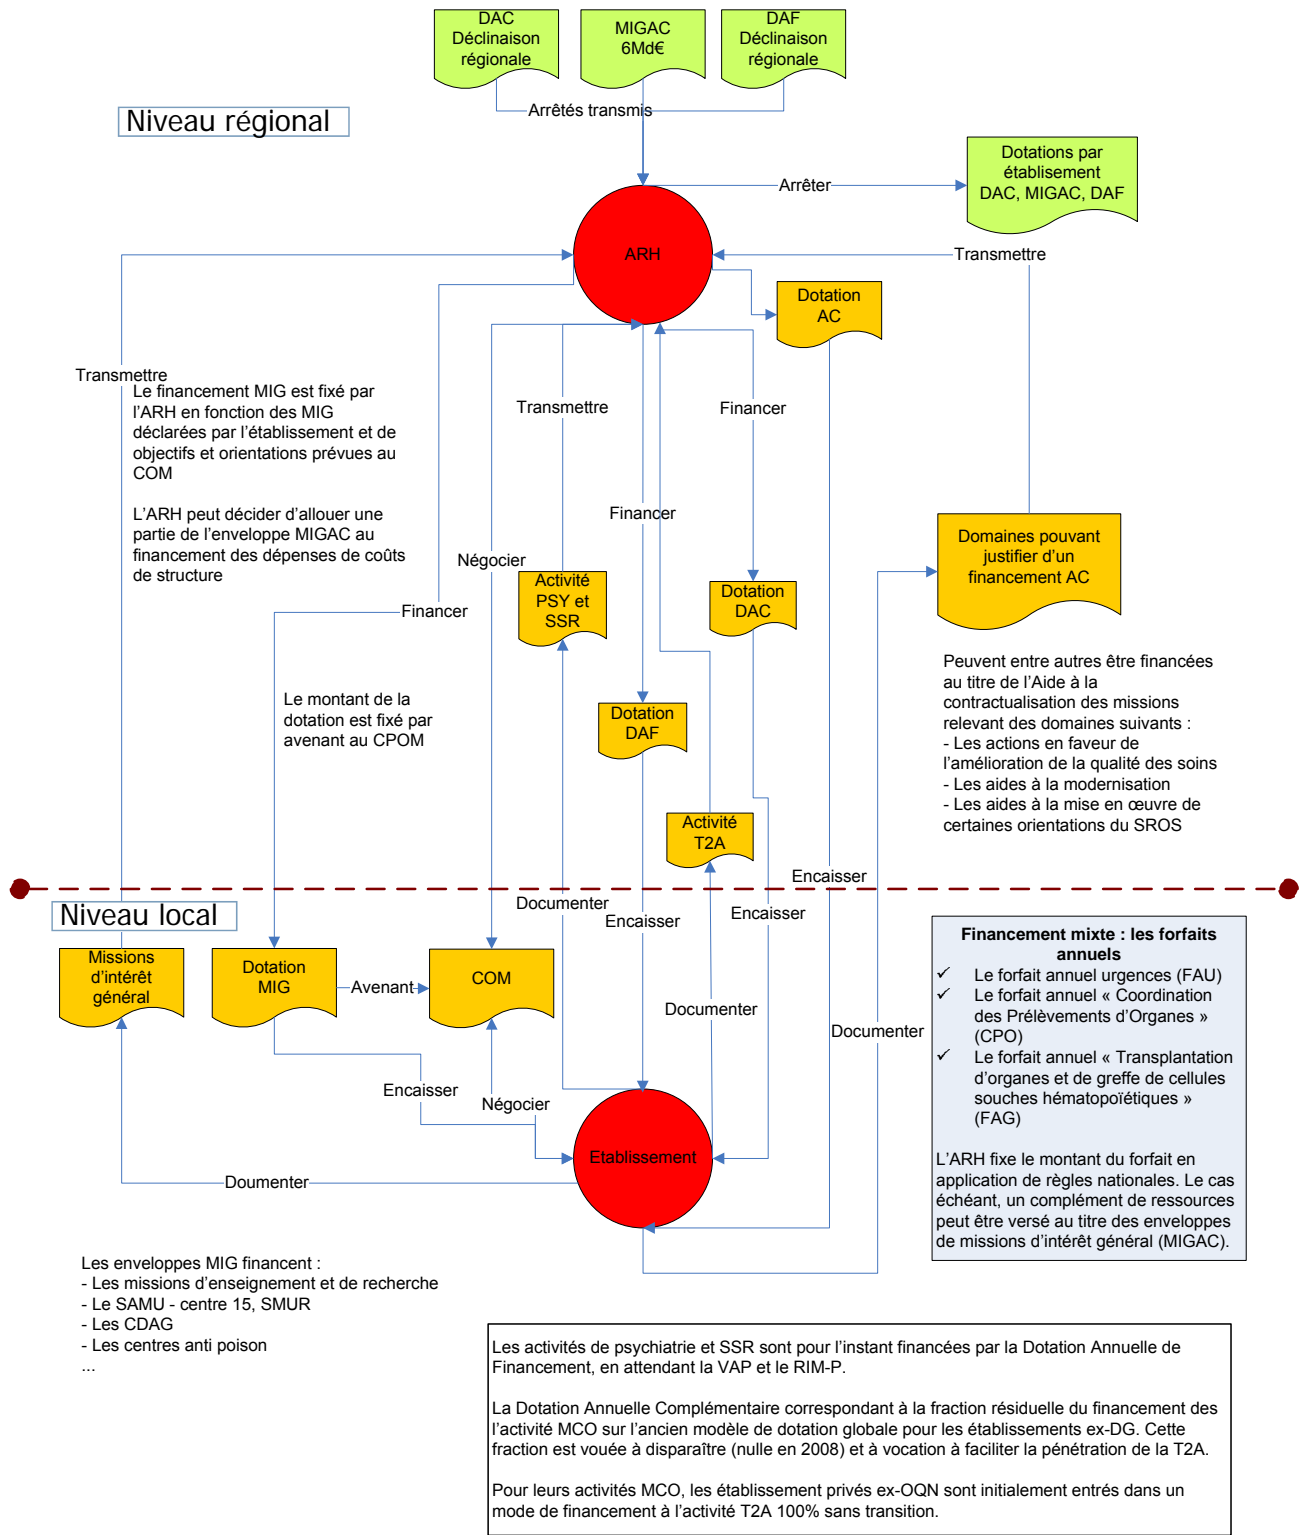 DAC
Déclinaison
régionale
MIGAC
6Md€
DAF
Déclinaison
régionale
Arrêtés transmis
Niveau régional
Dotations par
établisement
DAC, MIGAC, DAF
Arrêter
ARH
Transmettre
Dotation
AC
Transmettre
Le financement MIG est fixé par
l'ARH en fonction des MIG
déclarées par l'établissement et de
objectifs et orientations prévues au
COM
L'ARH peut décider d'allouer une
partie de l'enveloppe MIGAC au
financement des dépenses de coûts
de structure
Transmettre
Financer
Financer
Négocier
Domaines pouvant
justifier d'un
financement AC
Activité
PSY et
SSR
Dotation
DAC
Financer
Peuvent entre autres être financées
au titre de l'Aide à la
contractualisation des missions
relevant des domaines suivants :
- Les actions en faveur de
l'amélioration de la qualité des soins
- Les aides à la modernisation
- Les aides à la mise en œuvre de
certaines orientations du SROS
Le montant de la
dotation est fixé par
avenant au CPOM
Dotation
DAF
Activité
T2A
Encaisser
Niveau local
Documenter
Encaisser
Encaisser
Missions
d'intérêt
général
Dotation
MIG
Avenant
COM
Documenter
Documenter
Financement mixte : les forfaits
annuels
✓ Le forfait annuel urgences (FAU)
✓ Le forfait annuel « Coordination
des Prélèvements d'Organes »
(CPO)
✓ Le forfait annuel « Transplantation
d'organes et de greffe de cellules
souches hématopoïétiques »
(FAG)
L'ARH fixe le montant du forfait en
application de règles nationales. Le cas
échéant, un complément de ressources
peut être versé au titre des enveloppes
de missions d'intérêt général (MIGAC).
Encaisser
Négocier
Etablissement
Doumenter
Les enveloppes MIG financent :
- Les missions d'enseignement et de recherche
- Le SAMU - centre 15, SMUR
- Les CDAG
- Les centres anti poison
...
Les activités de psychiatrie et SSR sont pour l'instant financées par la Dotation Annuelle de
Financement, en attendant la VAP et le RIM-P.
La Dotation Annuelle Complémentaire correspondant à la fraction résiduelle du financement des
l'activité MCO sur l'ancien modèle de dotation globale pour les établissements ex-DG. Cette
fraction est vouée à disparaître (nulle en 2008) et à vocation à faciliter la pénétration de la T2A.
Pour leurs activités MCO, les établissement privés ex-OQN sont initialement entrés dans un
mode de financement à l'activité T2A 100% sans transition.